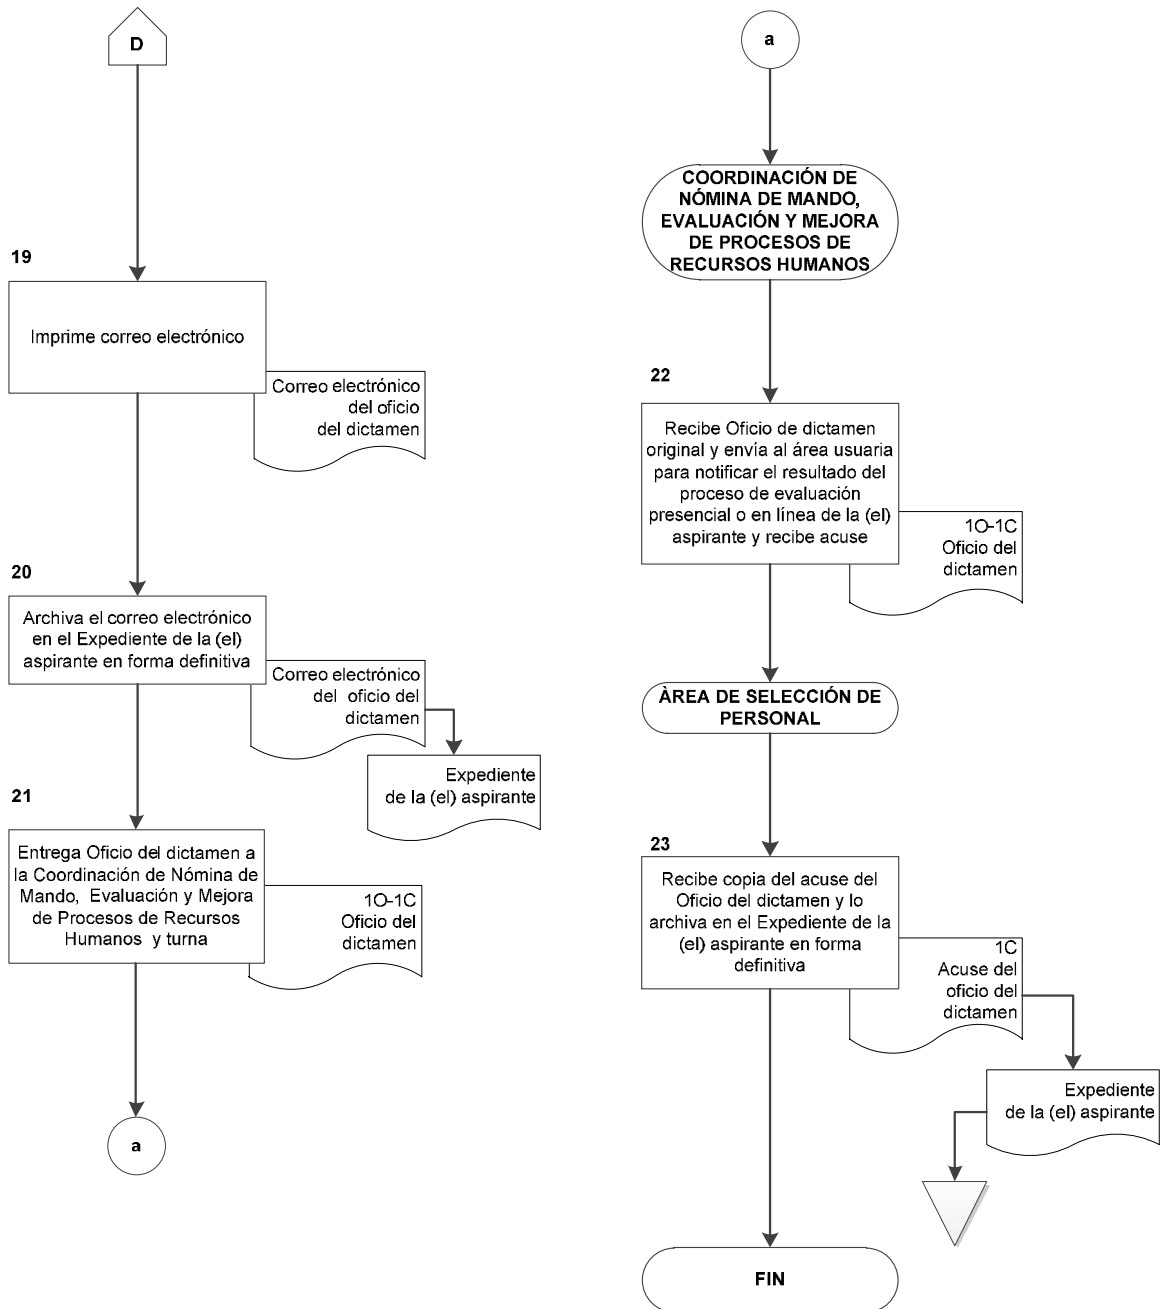 D
19
Imprime correo electrónico
Correo electrónico
del oficio
del dictamen
20
Archiva el correo electrónico
en el Expediente de la (el)
aspirante en forma definitiva
Correo electrónico
del oficio del
dictamen
Expediente
de la (el) aspirante
21
Entrega Oficio del dictamen a
la Coordinación de Nómina de
Mando, Evaluación y Mejora
de Procesos de Recursos
Humanos y turna
1O-1C
Oficio del
dictamen
a
a
COORDINACIÓN DE
NÓMINA DE MANDO,
EVALUACIÓN Y MEJORA
DE PROCESOS DE
RECURSOS HUMANOS
22
Recibe Oficio de dictamen
original y envía al área usuaria
para notificar el resultado del
proceso de evaluación
presencial o en línea de la (el)
aspirante y recibe acuse
1O-1C
Oficio del
dictamen
ÀREA DE SELECCIÓN DE
PERSONAL
23
Recibe copia del acuse del
Oficio del dictamen y lo
archiva en el Expediente de la
(el) aspirante en forma
definitiva
1C
Acuse del
oficio del
dictamen
Expediente
de la (el) aspirante
FIN